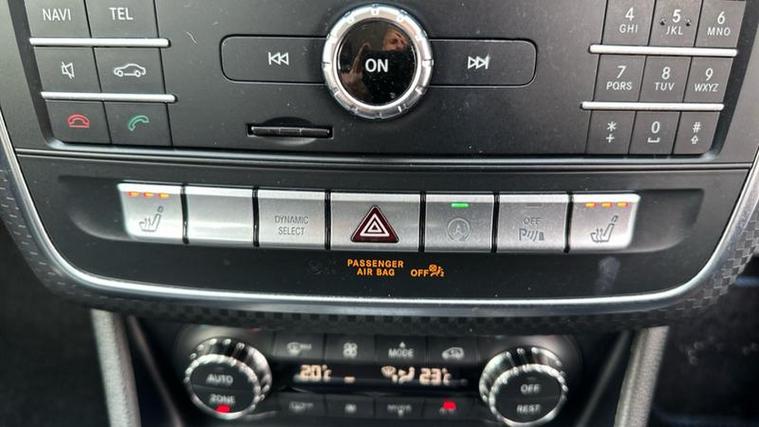 NAVI TEL
4 GHI 5 JKL 6 MNO
ON
7 PQRS 8 TUV 9 WXYZ
* 0 #
DYNAMIC
SELECT
A
OFF
PASSENGER
AIR BAG OFF 2
MODE
AUTO 20°C 23°C OFF
ZONE REST